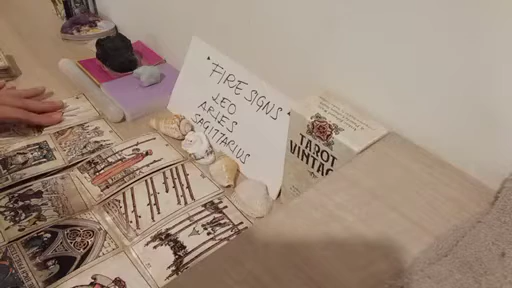 FIRE SIGNS
LEO
ARIES
SAGITTARIUS
TAROT
VINTAGE